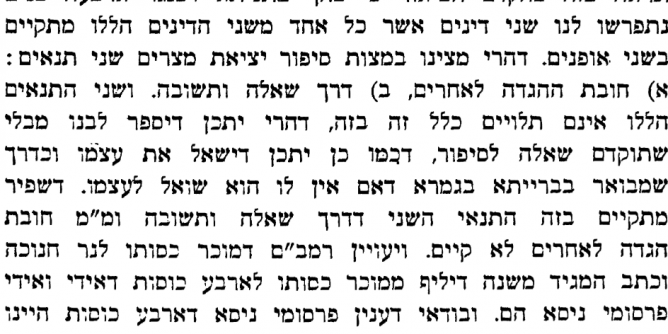 נתפרשו לנו שני דינים אשר כל אחד משני הדינים הללו מתקיים
בשני אופנים. דהרי מצינו במצות סיפור יציאת מצרים שני תנאים:
א) חובת ההגדה לאחרים, ב) דרך שאלה ותשובה. ושני התנאים
הללו אינם תלויים כלל זה בזה, דהרי יתכן דיספר לבנו מבלי
שתוקדם שאלה לסיפור, דכמו כן יתכן דישאל את עצמו וכדרך
שמבואר בברייתא בגמרא דאם אין לו הוא שואל לעצמו. דשפיר
מתקיים בזה התנאי השני דדרך שאלה ותשובה ומ"מ חובת
הגדה לאחרים לא קיים. ויעויין רמב"ם דמוכר כסותו לנר חנוכה
וכתב המגיד משנה דיליף ממוכר כסותו לארבע כוסות דאידי ואידי
פרסומי ניסא הם. ובודאי דענין פרסומי ניסא דארבע כוסות היינו